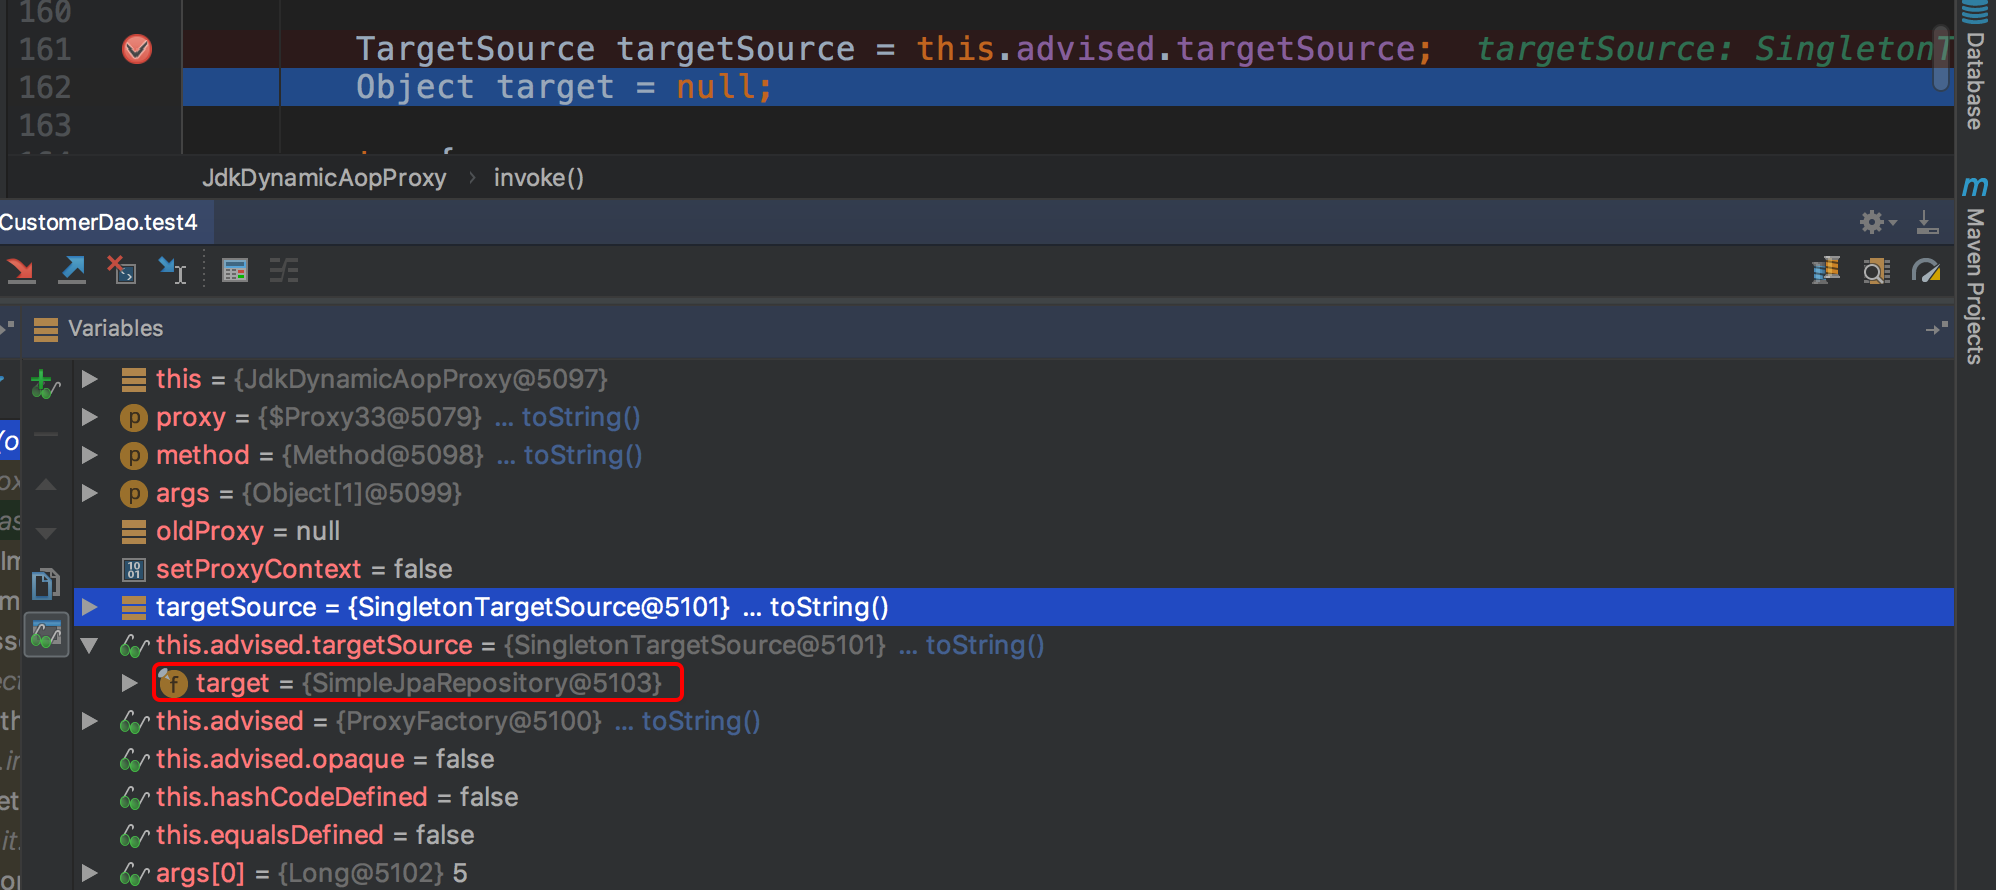 160
161 TargetSource targetSource = this.advised.targetSource; targetSource: SingletonT
162 Object target = null;
163
JdkDynamicAopProxy › invoke()
CustomerDao.test4
Variables
this = {JdkDynamicAopProxy@5097}
p proxy = {$Proxy33@5079} ... toString()
p method = {Method@5098} ... toString()
p args = {Object[1]@5099}
oldProxy = null
10 01 setProxyContext = false
targetSource = {SingletonTargetSource@5101} ... toString()
this.advised.targetSource = {SingletonTargetSource@5101} ... toString()
f target = {SimpleJpaRepository@5103}
this.advised = {ProxyFactory@5100} ... toString()
this.advised.opaque = false
this.hashCodeDefined = false
this.equalsDefined = false
args[0] = {Long@5102} 5
Database
m Maven Projects